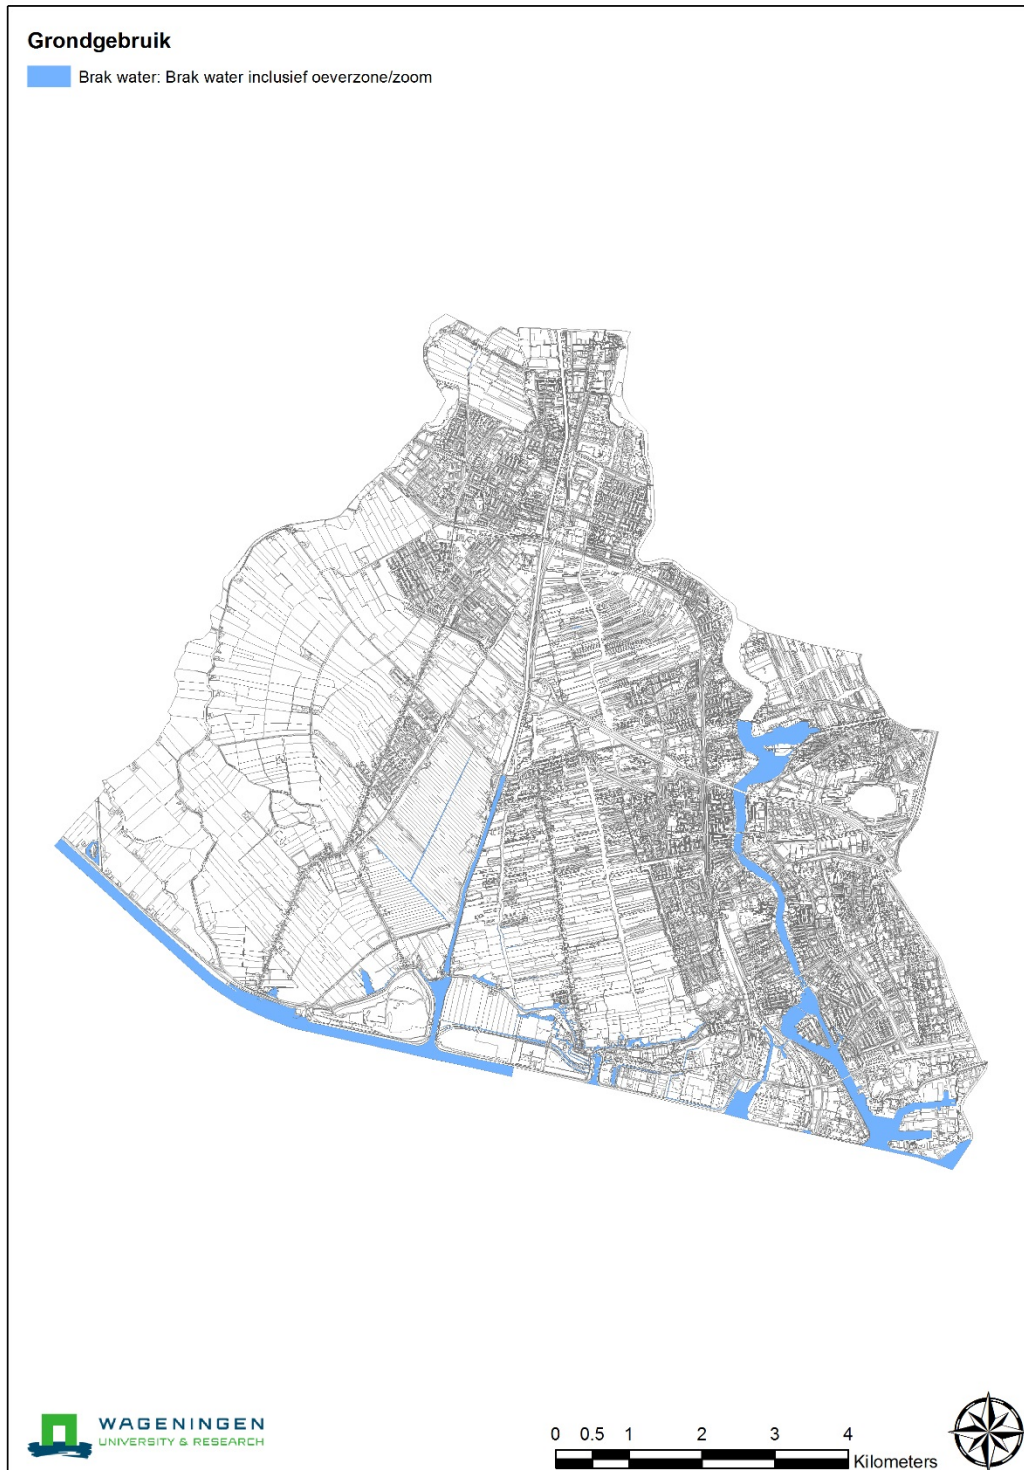 Grondgebruik
Brak water: Brak water inclusief oeverzone/zoom
WAGENINGEN
UNIVERSITY & RESEARCH
0 0.5 1 2 3 4
Kilometers